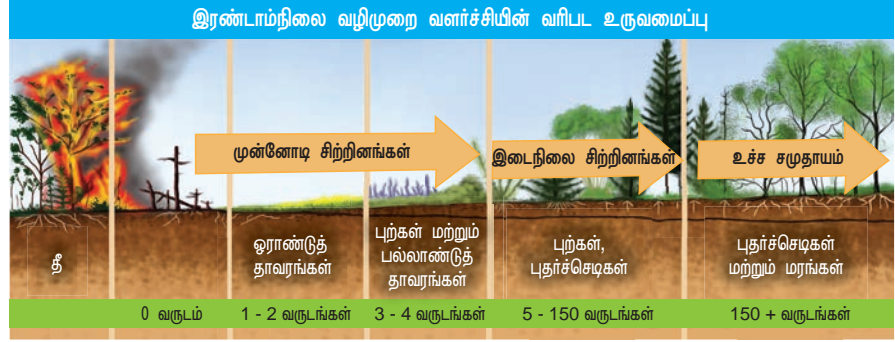 இரண்டாம்நிலை வழிமுறை வளர்ச்சியின் வரிபட உருவமைப்பு
முன்னோடி சிற்றினங்கள்
இடைநிலை சிற்றினங்கள்
உச்ச சமுதாயம்
தீ
ஒராண்டுத்
தாவரங்கள்
புற்கள் மற்றும்
பல்லாண்டுத்
தாவரங்கள்
புற்கள்,
புதர்ச்செடிகள்
புதர்ச்செடிகள்
மற்றும் மரங்கள்
0 வருடம்
1 - 2 வருடங்கள்
3 - 4 வருடங்கள்
5 - 150 வருடங்கள்
150 + வருடங்கள்